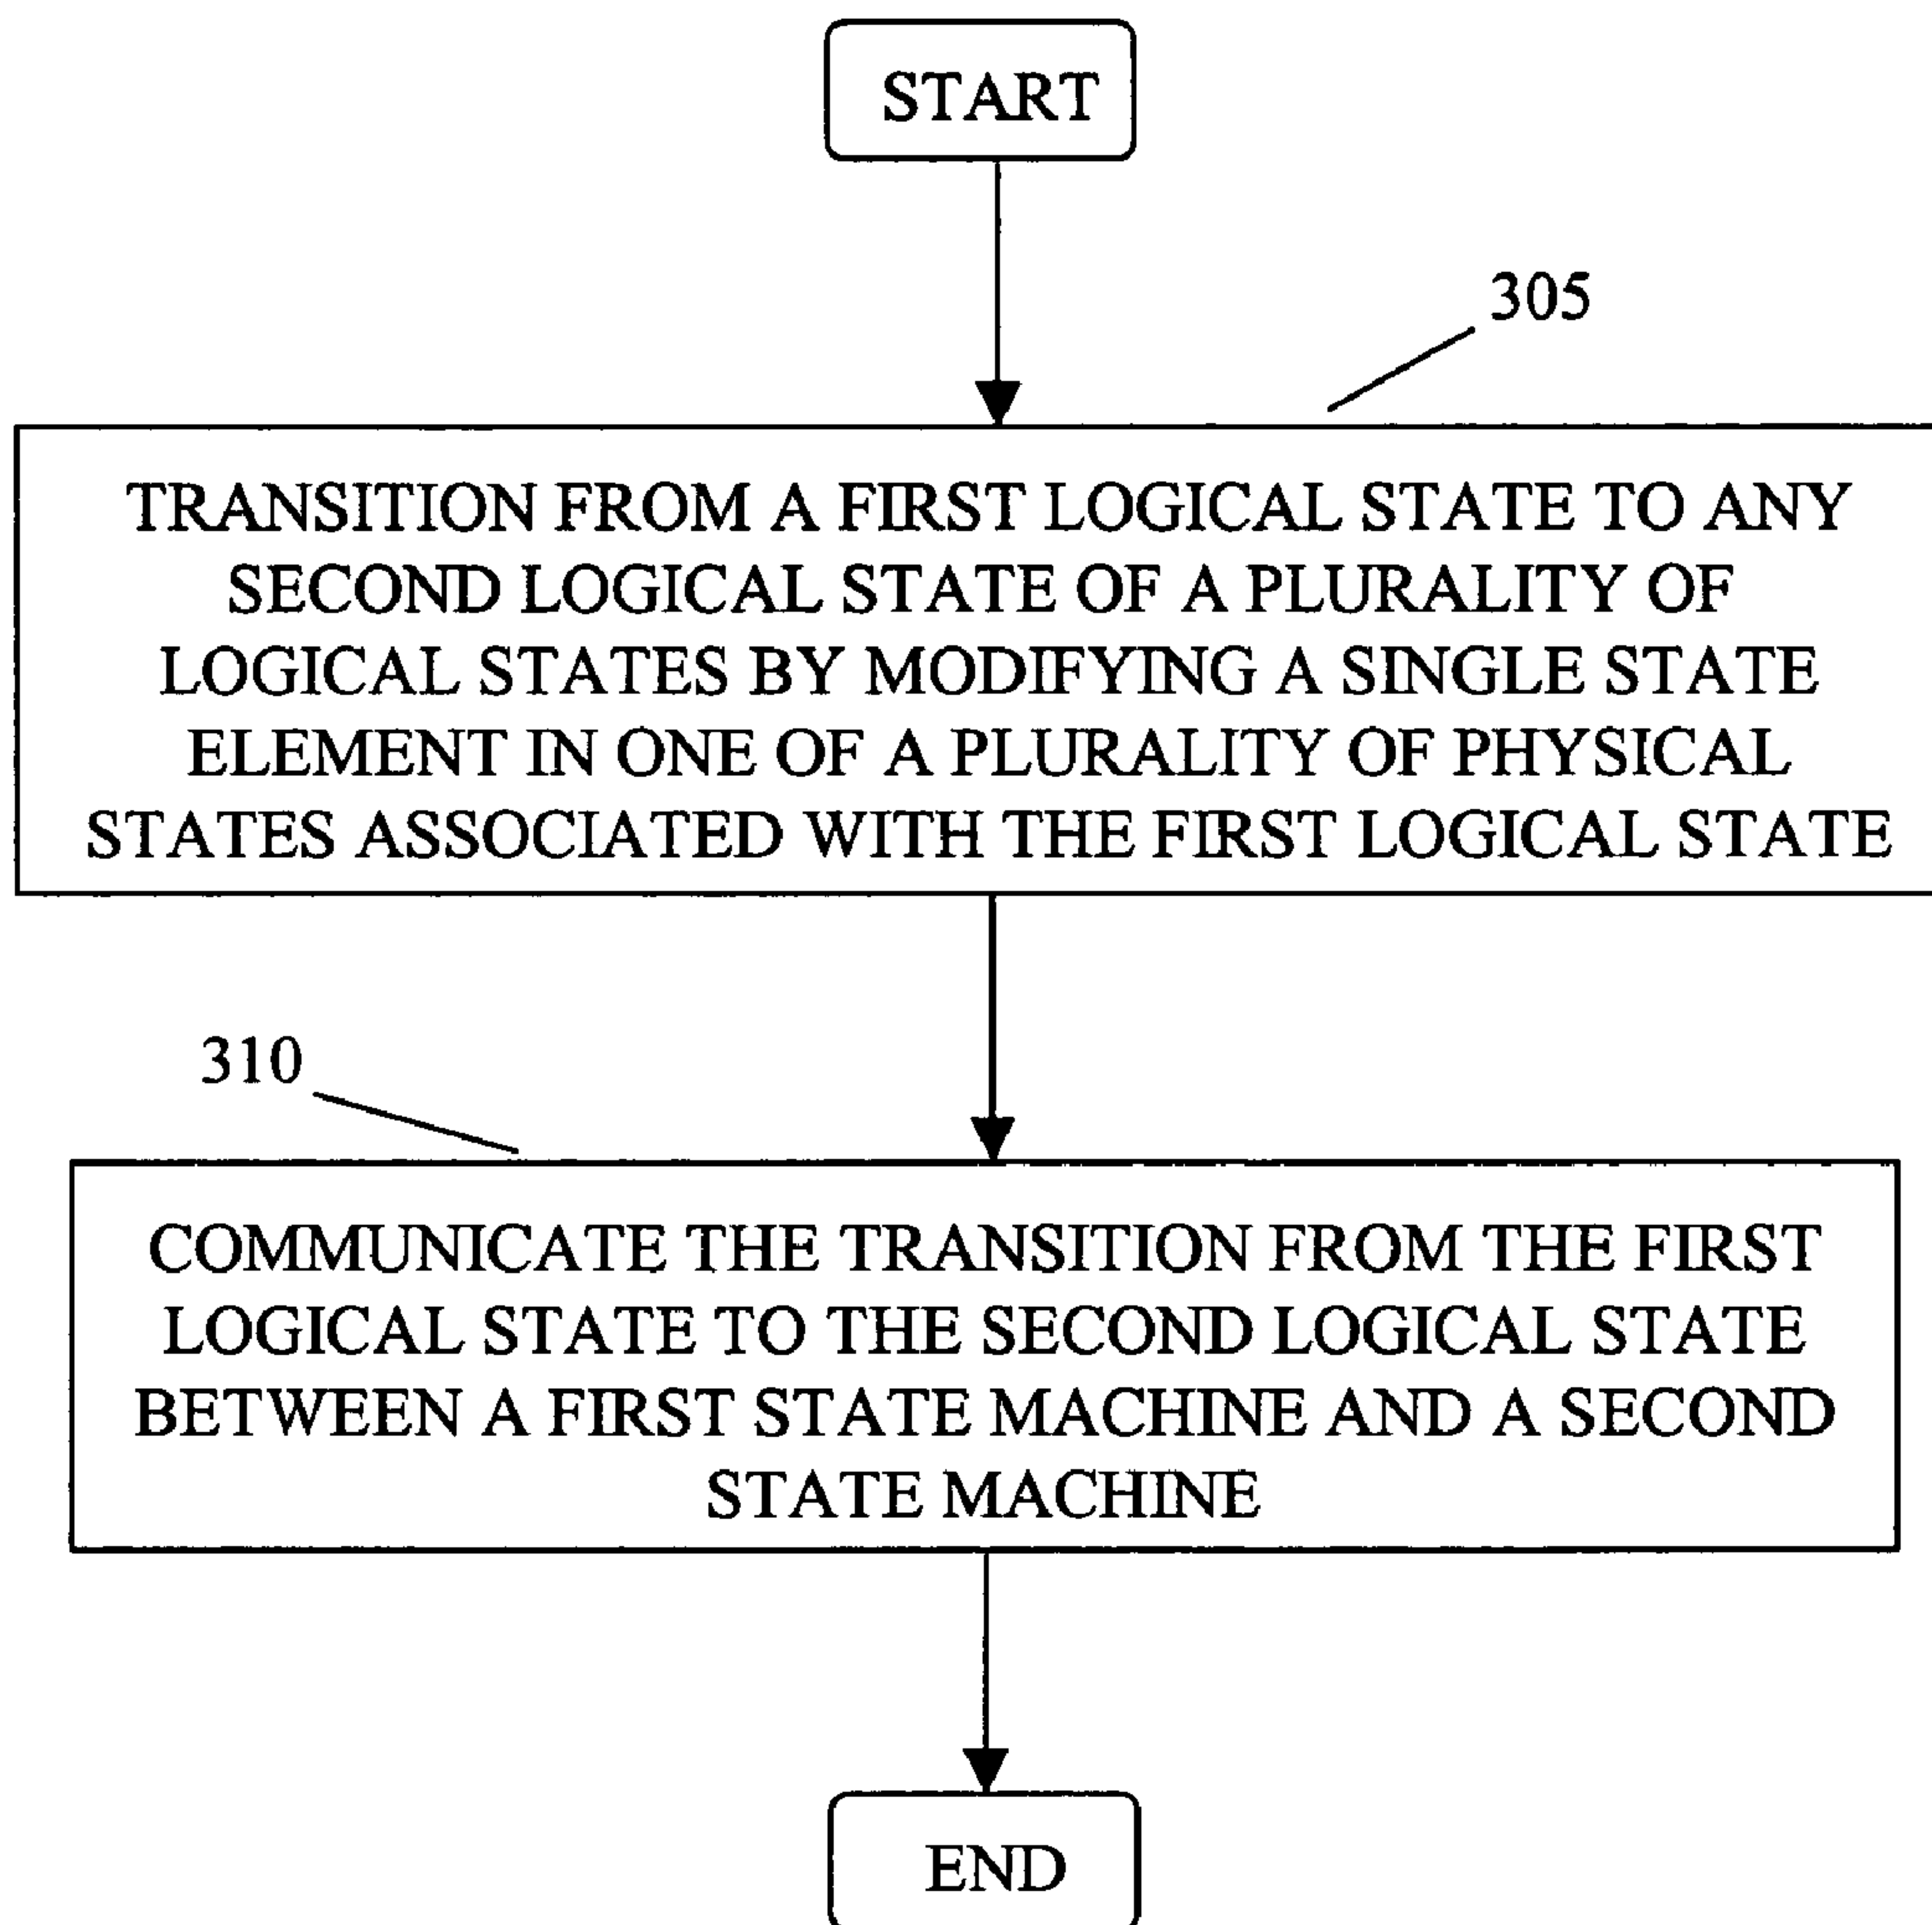 START
305
TRANSITION FROM A FIRST LOGICAL STATE TO ANY
SECOND LOGICAL STATE OF A PLURALITY OF
LOGICAL STATES BY MODIFYING A SINGLE STATE
ELEMENT IN ONE OF A PLURALITY OF PHYSICAL
STATES ASSOCIATED WITH THE FIRST LOGICAL STATE
310
COMMUNICATE THE TRANSITION FROM THE FIRST
LOGICAL STATE TO THE SECOND LOGICAL STATE
BETWEEN A FIRST STATE MACHINE AND A SECOND
STATE MACHINE
END